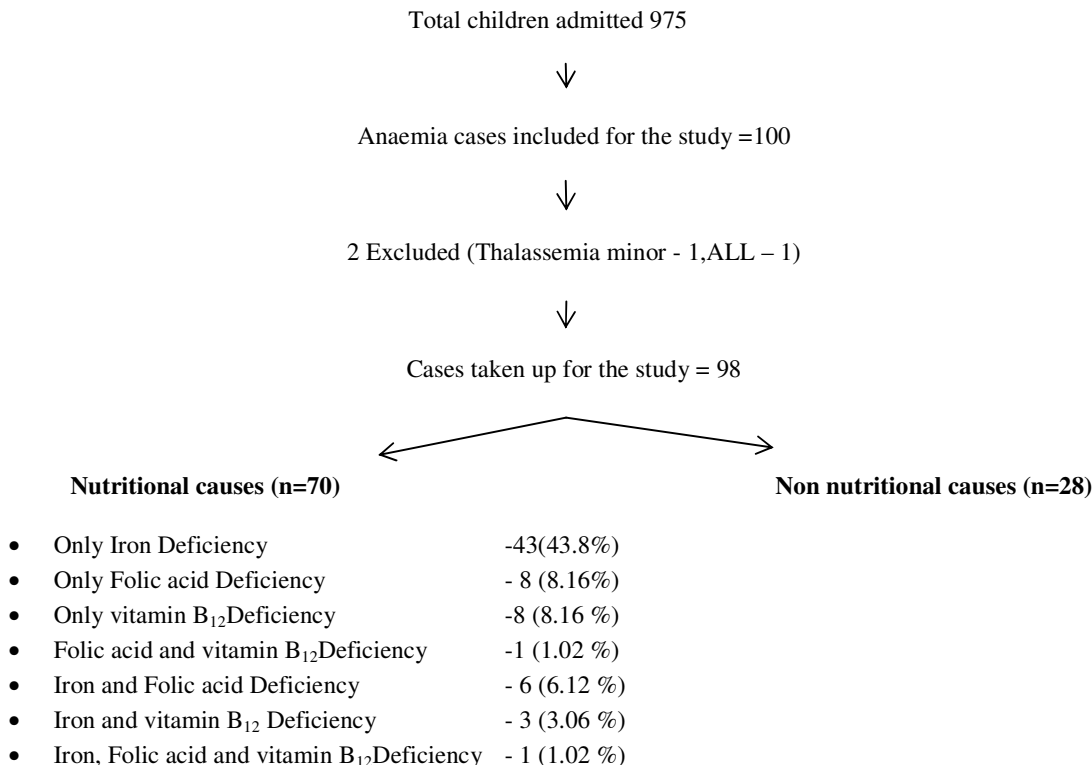 Total children admitted 975
Anaemia cases included for the study =100
2 Excluded (Thalassemia minor - 1,ALL – 1)
Cases taken up for the study = 98
Nutritional causes (n=70) Non nutritional causes (n=28)
• Only Iron Deficiency -43(43.8%)
• Only Folic acid Deficiency - 8 (8.16%)
• Only vitamin B₁₂Deficiency -8 (8.16 %)
• Folic acid and vitamin B₁₂Deficiency -1 (1.02 %)
• Iron and Folic acid Deficiency - 6 (6.12 %)
• Iron and vitamin B₁₂ Deficiency - 3 (3.06 %)
• Iron, Folic acid and vitamin B₁₂Deficiency - 1 (1.02 %)